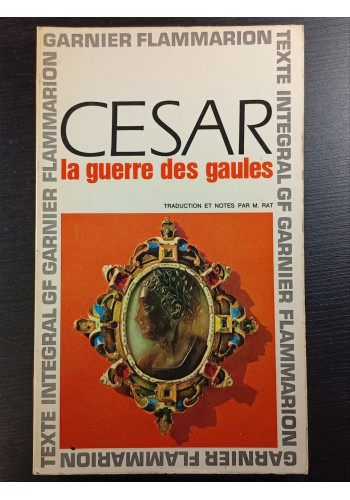 GARNIER FLAMMARION
TEXTE INTEGRAL GF GARNIER FLAMMARION
CESAR
la guerre des gaules
TRADUCTION ET NOTES PAR M. RAT
TEXTE INTEGRAL GF GARNIER FLAMMARION
GARNIER FLAMMARION